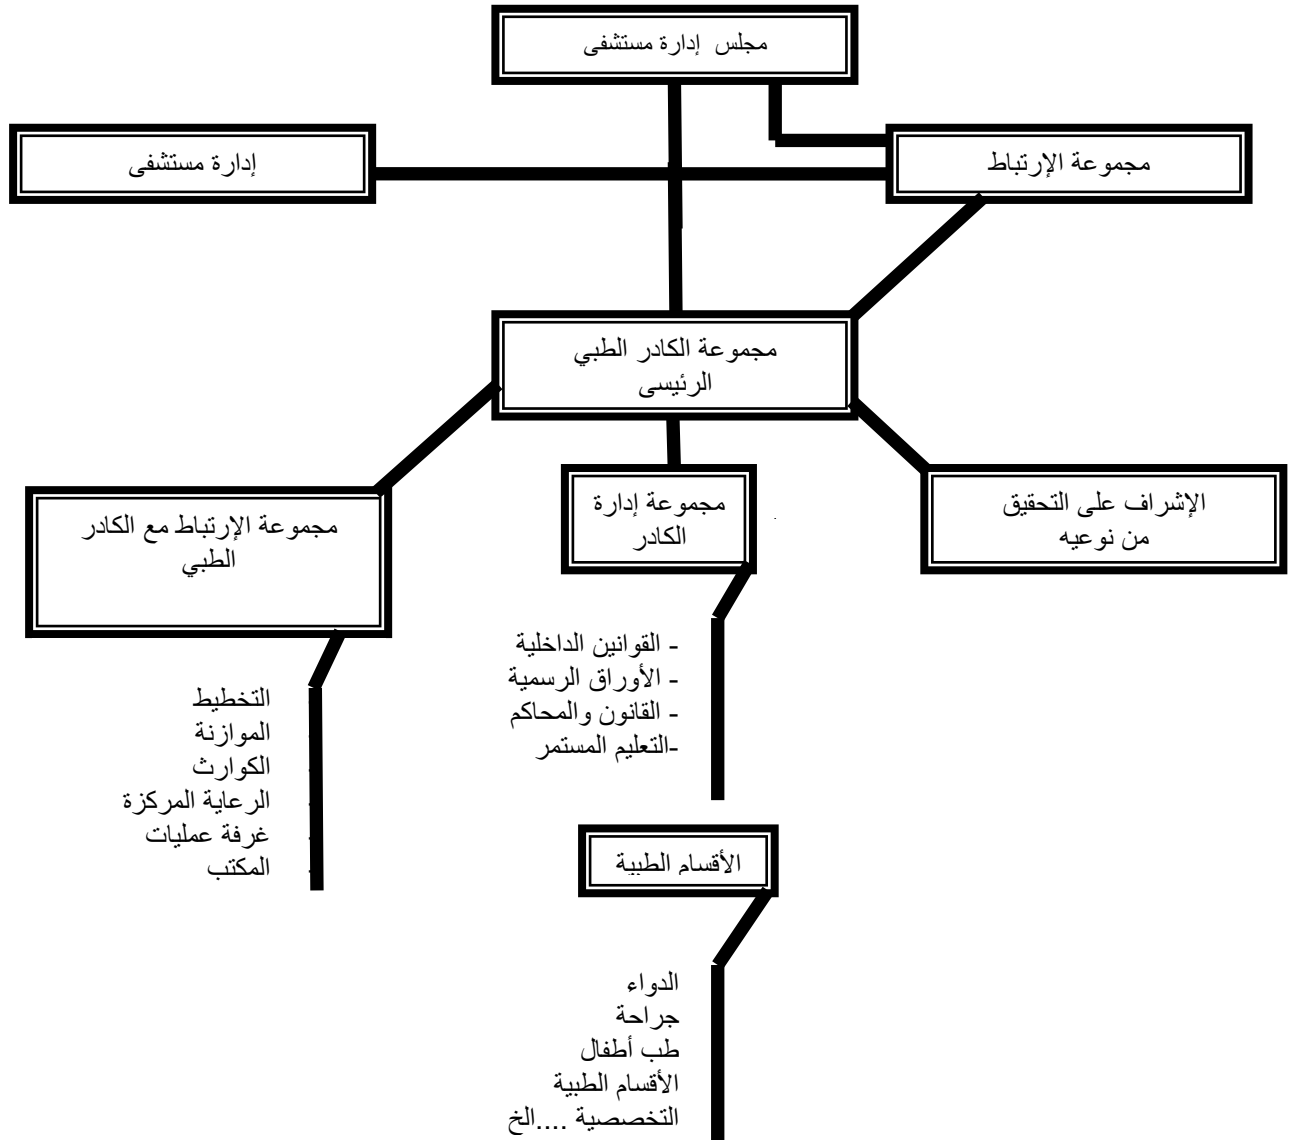 مجلس إدارة مستشفى
مجموعة الإرتباط
إدارة مستشفى
مجموعة الكادر الطبي
الرئيسى
الإشراف على التحقيق
من نوعيه
مجموعة إدارة
الكادر
مجموعة الإرتباط مع الكادر
الطبي
- القوانين الداخلية
- الأوراق الرسمية
- القانون والمحاكم
-التعليم المستمر
التخطيط
الموازنة
الكوارث
الرعاية المركزة
غرفة عمليات
المكتب
الأقسام الطبية
الدواء
جراحة
طب أطفال
الأقسام الطبية
التخصصية ....الخ